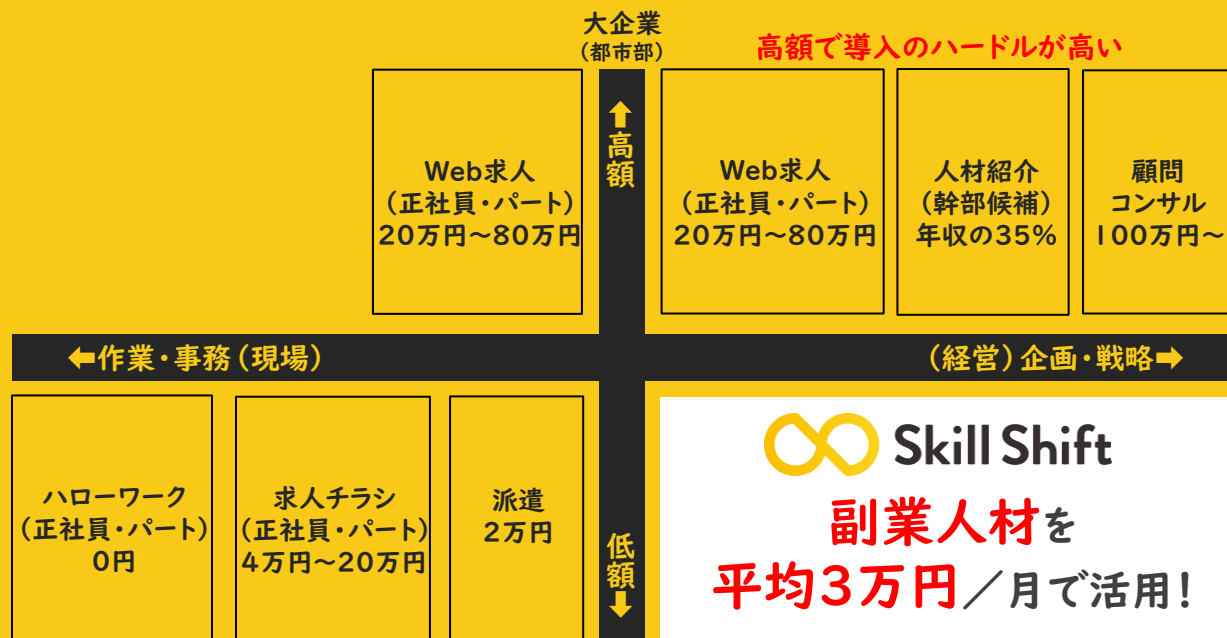 大企業
（都市部）
高額で導入のハードルが高い
⬆高額
Web求人
（正社員・パート）
20万円～80万円
Web求人
（正社員・パート）
20万円～80万円
人材紹介
（幹部候補）
年収の35%
顧問
コンサル
100万円～
⬅作業・事務（現場）
（経営）企画・戦略➡
ハローワーク
（正社員・パート）
0円
求人チラシ
（正社員・パート）
4万円～20万円
派遣
2万円
低額⬇
Skill Shift
副業人材を
平均3万円／月で活用！